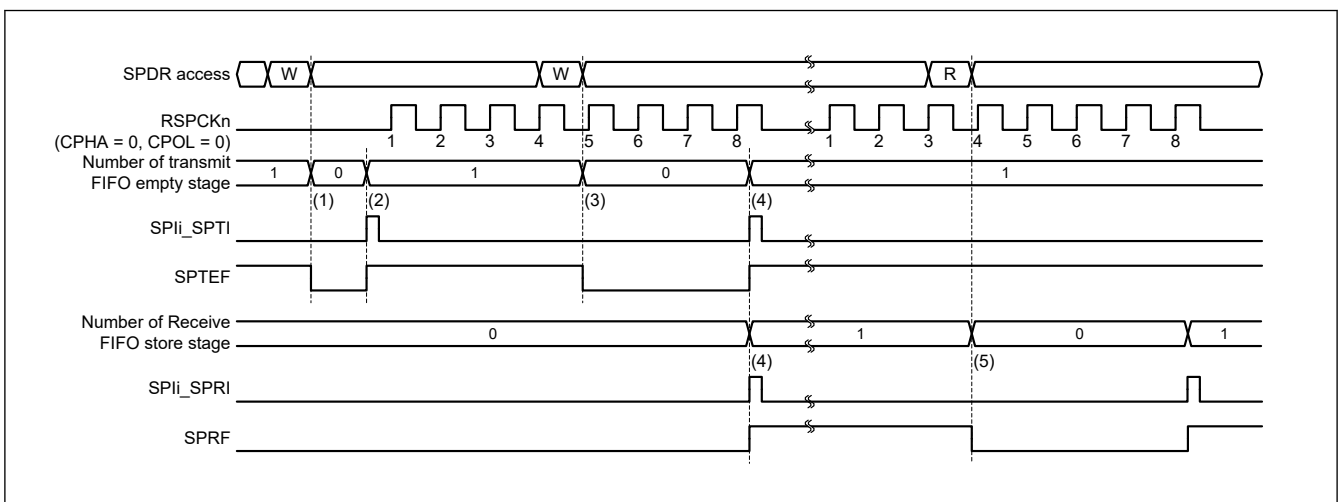 SPDR access W W R
RSPCKn
(CPHA = 0, CPOL = 0) 1 2 3 4 5 6 7 8 1 2 3 4 5 6 7 8
Number of transmit
FIFO empty stage 1 0 1 0 1
(1) (2) (3) (4)
SPIi_SPTI
SPTEF
Number of Receive
FIFO store stage 0 1 0 1
(4) (5)
SPIi_SPRI
SPRF